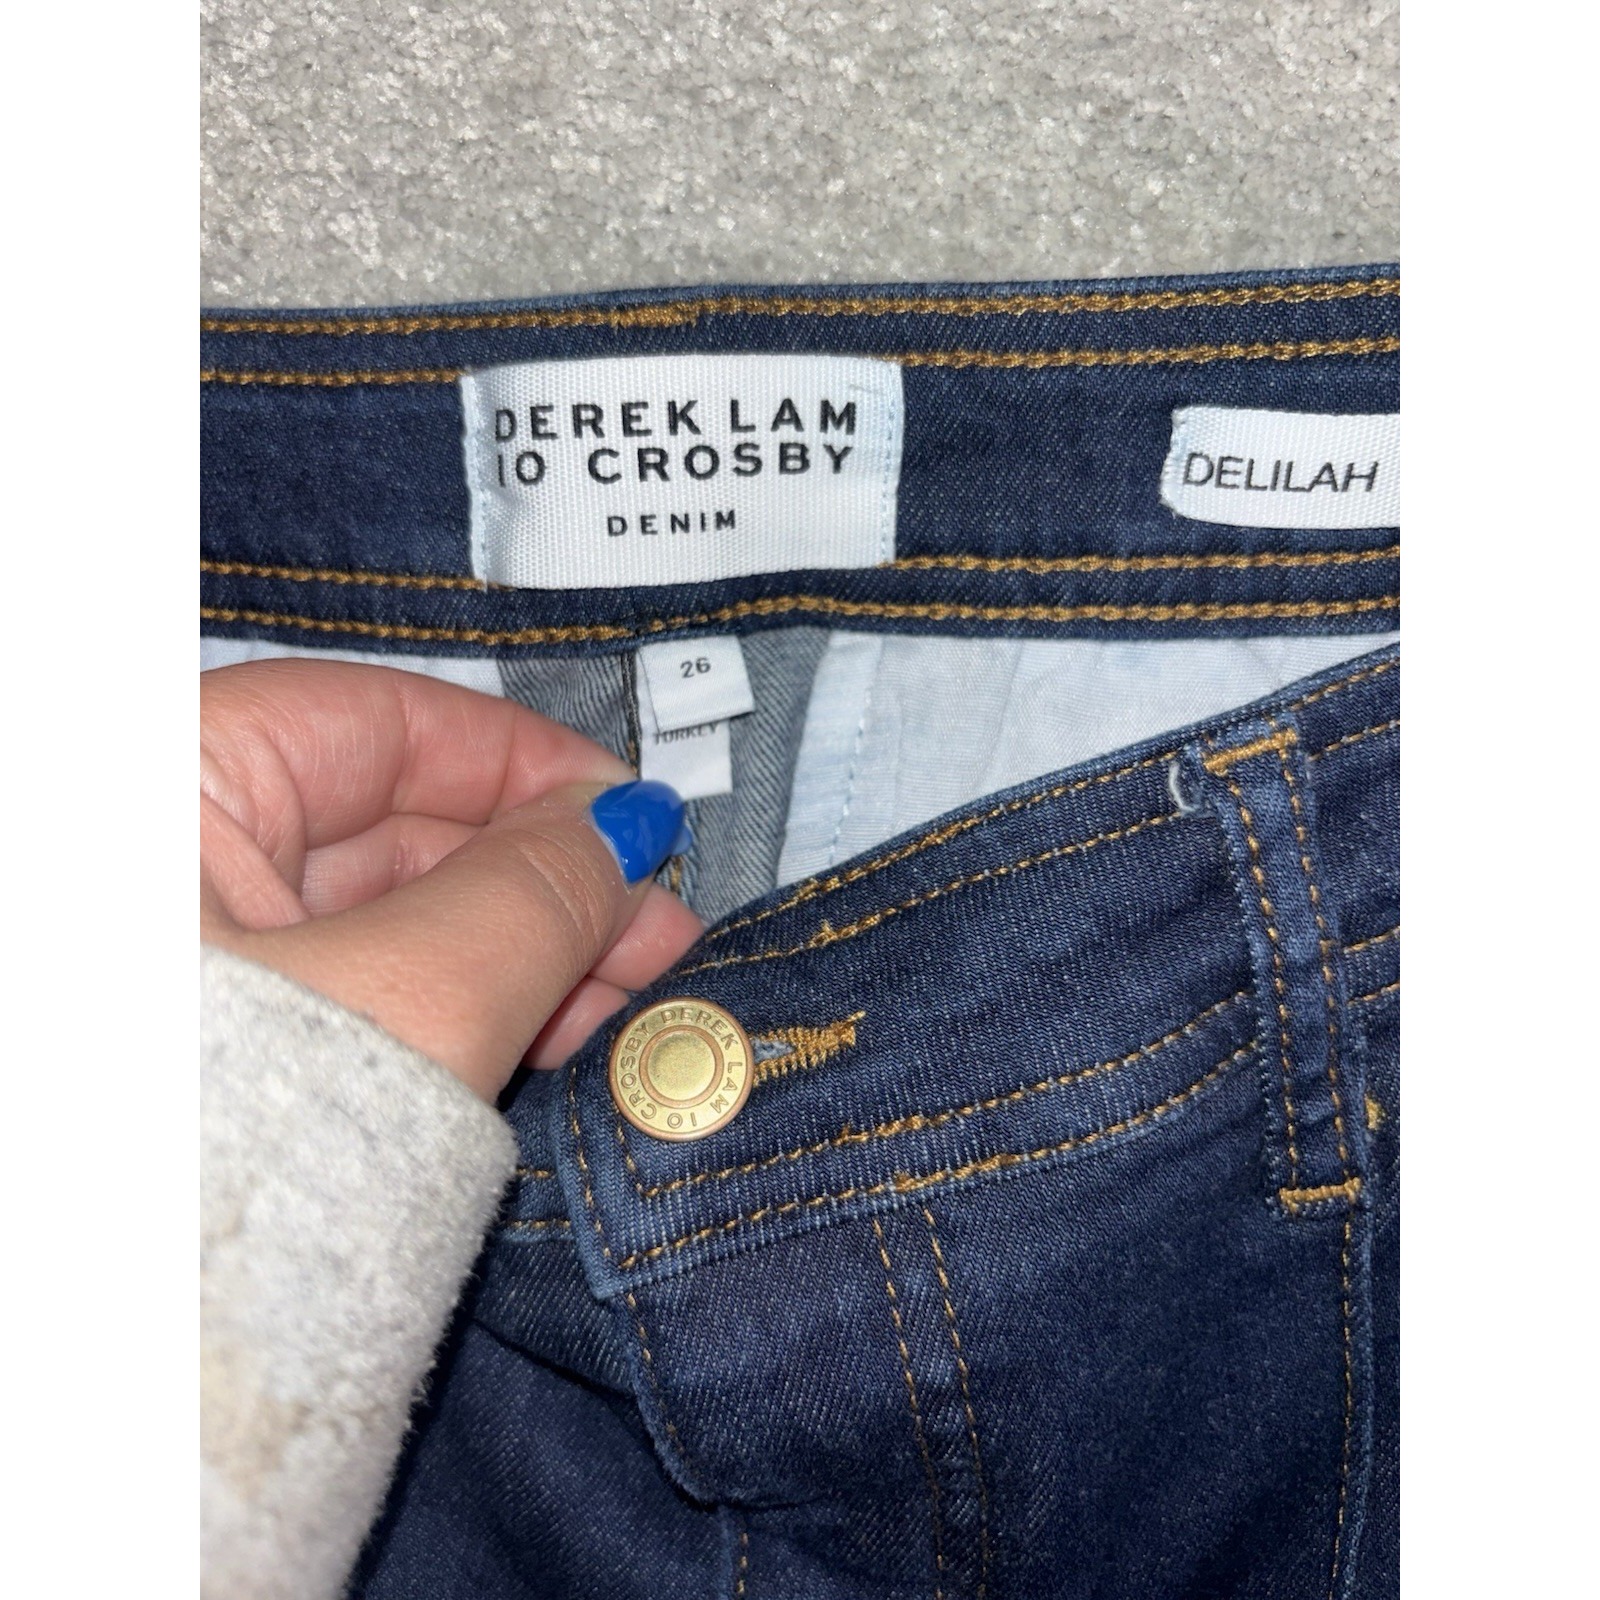 DEREK LAM
10 CROSBY
DENIM
DELILAH
26
TURKEY
DEREK LAM 10 CROSBY